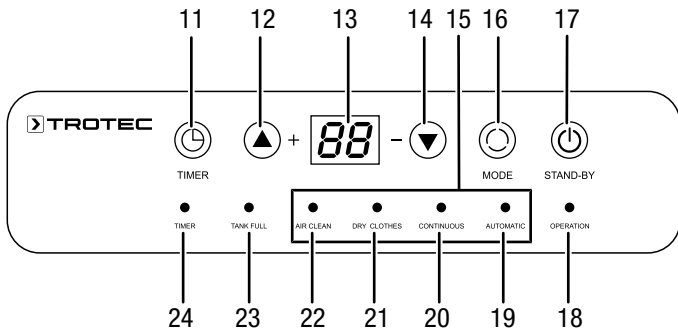 11 12 13 14 15 16 17
TROTEC
+ 88 -
TIMER MODE STAND-BY
TIMER TANK FULL AIR CLEAN DRY CLOTHES CONTINUOUS AUTOMATIC OPERATION
24 23 22 21 20 19 18